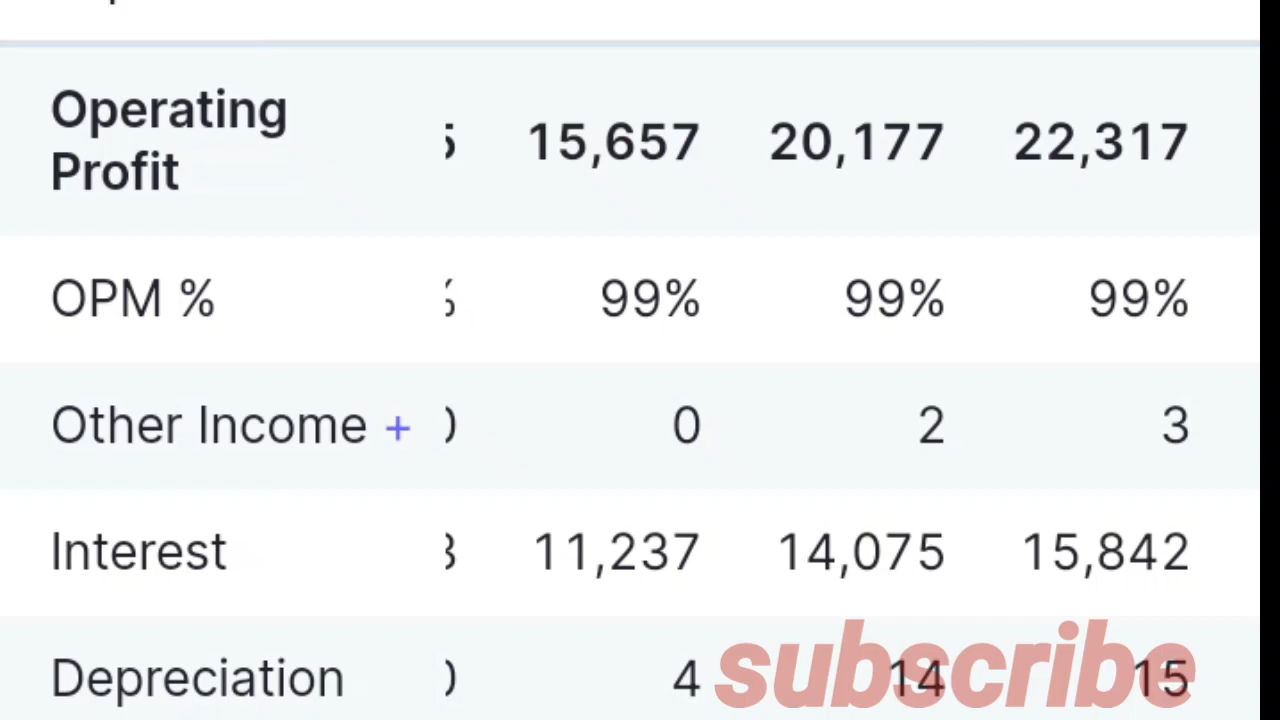 Operating
Profit 15,657 20,177 22,317
OPM % 99% 99% 99%
Other Income + 0 2 3
Interest 11,237 14,075 15,842
Depreciation 4 14 15
subscribe